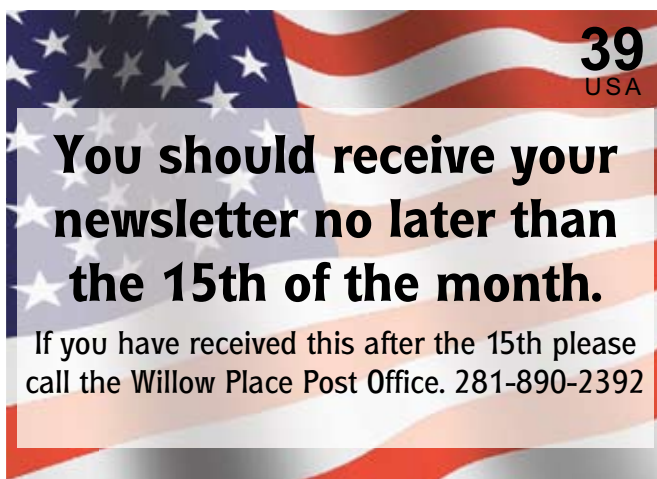 39
USA
You should receive your
newsletter no later than
the 15th of the month.
If you have received this after the 15th please
call the Willow Place Post Office. 281-890-2392